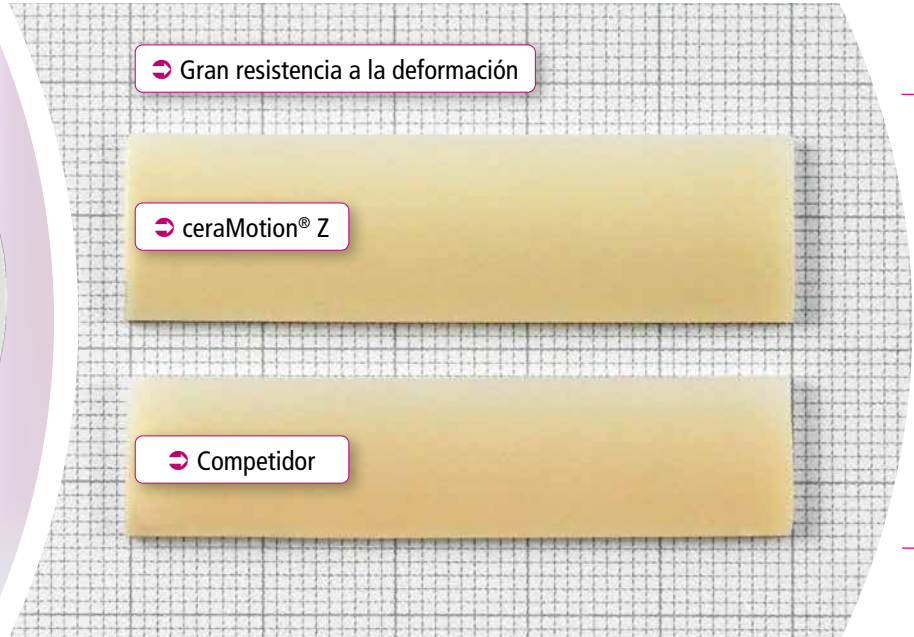 Gran resistencia a la deformación
ceraMotion® Z
Competidor